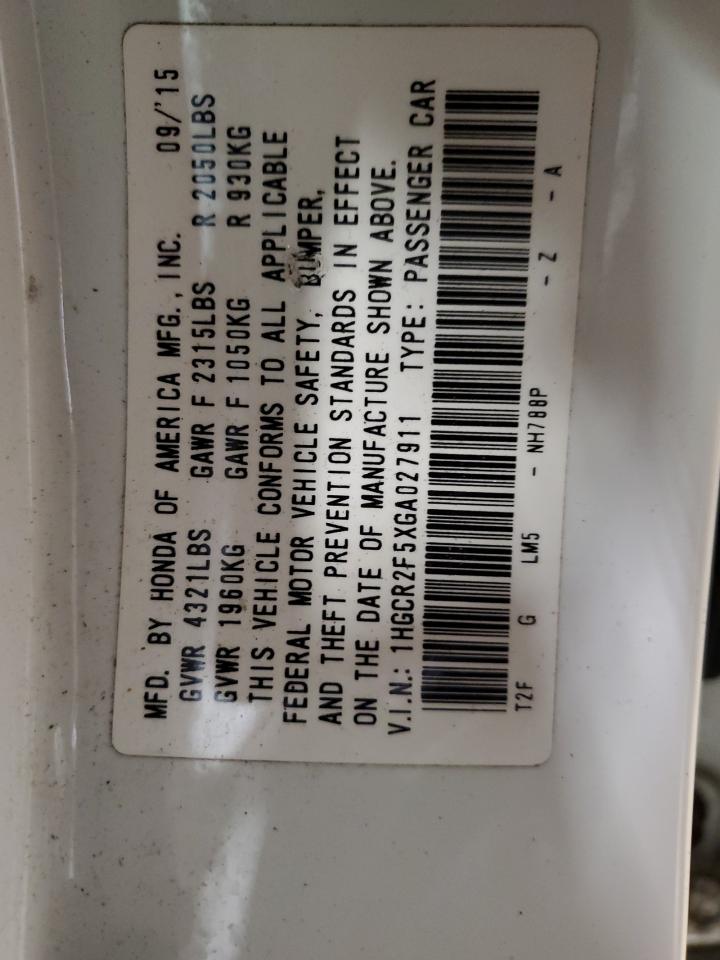 MFD. BY HONDA OF AMERICA MFG., INC. 09/'15
GVWR 4321LBS GAWR F 2315LBS R 2050LBS
GVWR 1960KG GAWR F 1050KG R 930KG
THIS VEHICLE CONFORMS TO ALL APPLICABLE
FEDERAL MOTOR VEHICLE SAFETY, BUMPER,
AND THEFT PREVENTION STANDARDS IN EFFECT
ON THE DATE OF MANUFACTURE SHOWN ABOVE.
V.I.N.: 1HGCR2F5XGA027911 TYPE: PASSENGER CAR
T2F G LM5 - NH788P - Z - A